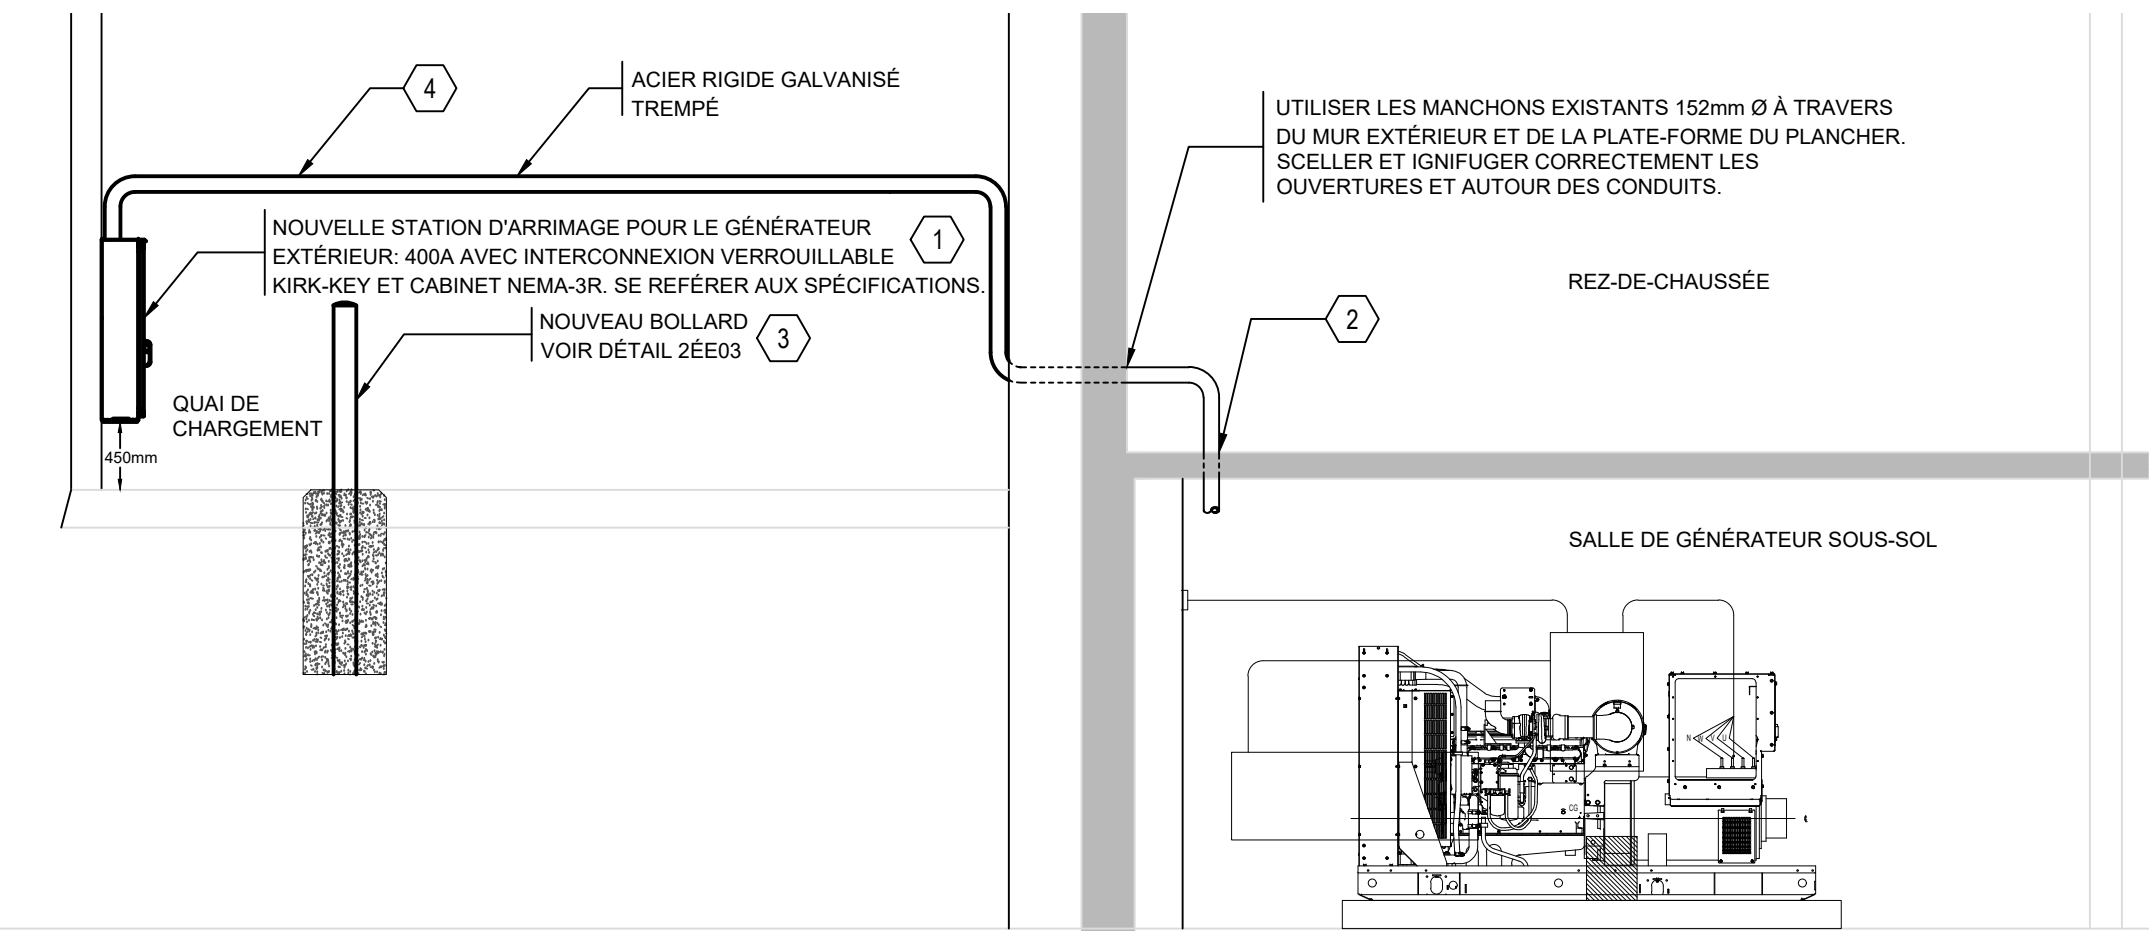 4
ACIER RIGIDE GALVANISÉ
TREMPÉ
UTILISER LES MANCHONS EXISTANTS 152mm Ø À TRAVERS
DU MUR EXTÉRIEUR ET DE LA PLATE-FORME DU PLANCHER.
SCELLER ET IGNIFUGER CORRECTEMENT LES
OUVERTURES ET AUTOUR DES CONDUITS.
NOUVELLE STATION D'ARRIMAGE POUR LE GÉNÉRATEUR
EXTÉRIEUR: 400A AVEC INTERCONNEXION VERROUILLABLE
KIRK-KEY ET CABINET NEMA-3R. SE REFÉRER AUX SPÉCIFICATIONS.
1
REZ-DE-CHAUSSÉE
NOUVEAU BOLLARD
VOIR DÉTAIL 2ÉE03
3
2
QUAI DE
CHARGEMENT
450mm
SALLE DE GÉNÉRATEUR SOUS-SOL
N W V U
CG
Y